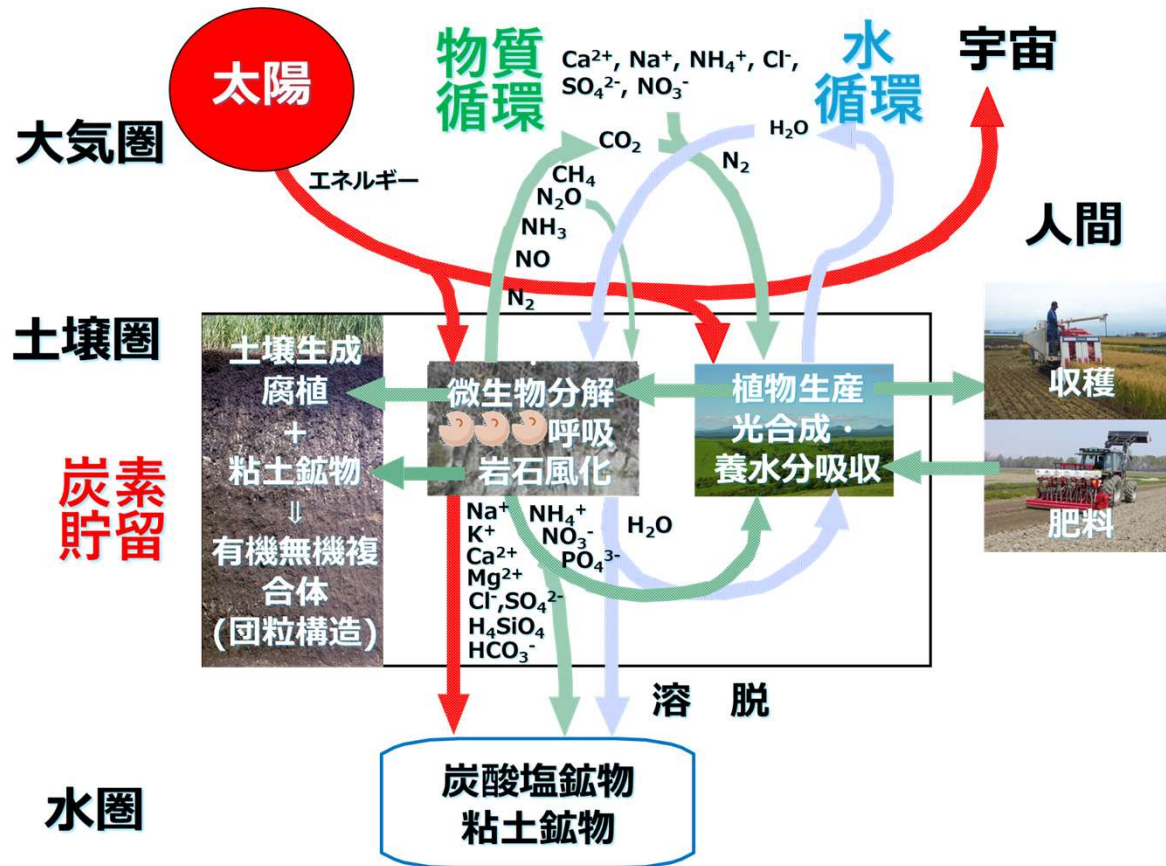 太陽
物質
循環
Ca²⁺, Na⁺, NH₄⁺, Cl⁻,
SO₄²⁻, NO₃⁻
水
循環
宇宙
大気圏
エネルギー
CO₂
H₂O
N₂
CH₄
N₂O
NH₃
NO
N₂
人間
土壌圏
土壌生成
腐植
+
粘土鉱物
⇓
有機無機複
合体
(団粒構造)
微生物分解
・
呼吸
岩石風化
植物生産
光合成・
養水分吸収
収穫
肥料
炭素
貯留
Na⁺
K⁺
Ca²⁺
Mg²⁺
Cl⁻,SO₄²⁻
H₄SiO₄
HCO₃⁻
NH₄⁺
NO₃⁻
PO₄³⁻
H₂O
溶 脱
水圏
炭酸塩鉱物
粘土鉱物